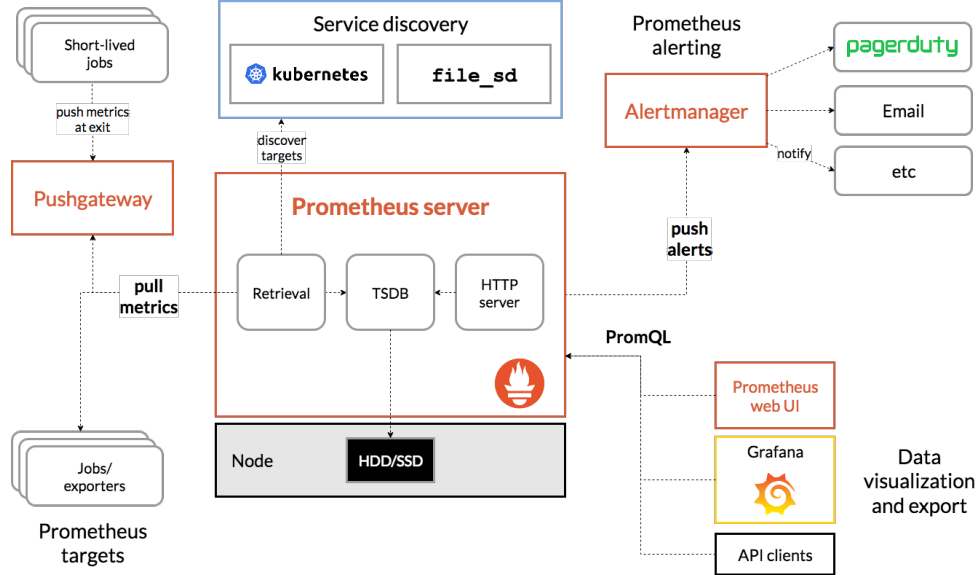 Short-lived
jobs
push metrics
at exit
Pushgateway
pull
metrics
Jobs/
exporters
Prometheus
targets
Service discovery
kubernetes
file_sd
discover
targets
Prometheus server
Retrieval
TSDB
HTTP
server
Node
HDD/SSD
Prometheus
alerting
Alertmanager
pagerduty
Email
notify
etc
push
alerts
PromQL
Prometheus
web UI
Grafana
API clients
Data
visualization
and export